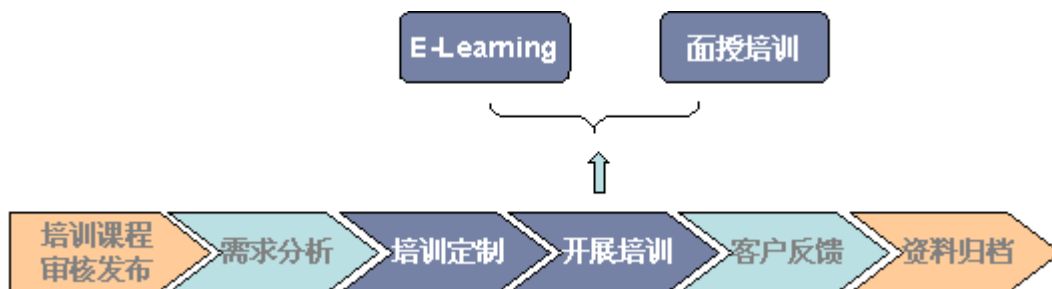 E-Learning
面授培训
培训课程
审核发布
需求分析
培训定制
开展培训
客户反馈
资料归档